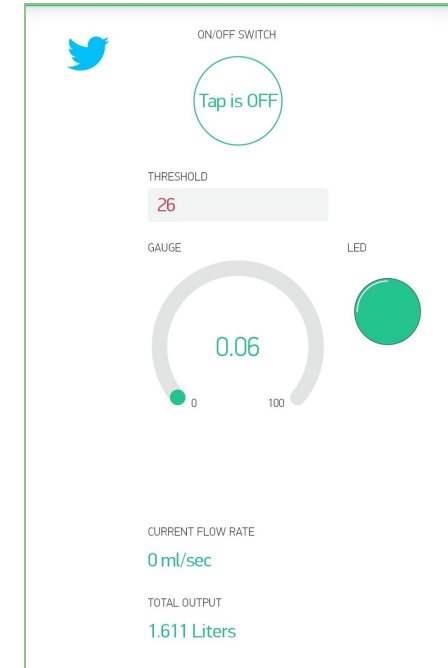 ON/OFF SWITCH
Tap is OFF
THRESHOLD
26
GAUGE
LED
0.06
0
100
CURRENT FLOW RATE
0 ml/sec
TOTAL OUTPUT
1.611 Liters